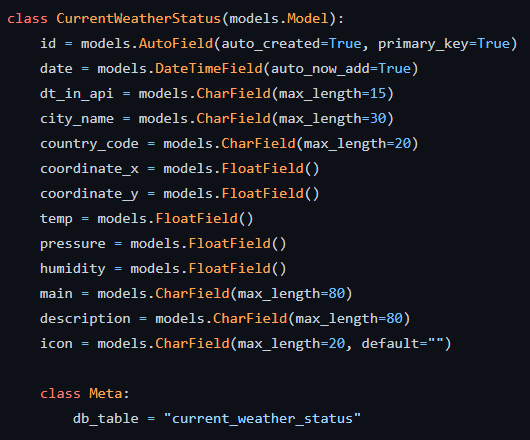 class CurrentWeatherStatus(models.Model):
    id = models.AutoField(auto_created=True, primary_key=True)
    date = models.DateTimeField(auto_now_add=True)
    dt_in_api = models.CharField(max_length=15)
    city_name = models.CharField(max_length=30)
    country_code = models.CharField(max_length=20)
    coordinate_x = models.FloatField()
    coordinate_y = models.FloatField()
    temp = models.FloatField()
    pressure = models.FloatField()
    humidity = models.FloatField()
    main = models.CharField(max_length=80)
    description = models.CharField(max_length=80)
    icon = models.CharField(max_length=20, default="")
    class Meta:
        db_table = "current_weather_status"